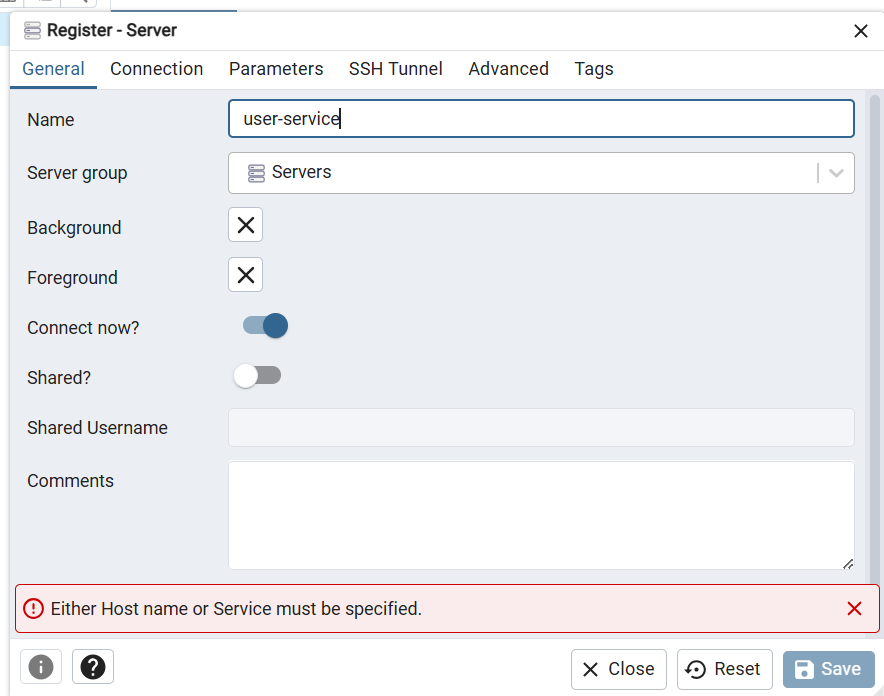 Register - Server
General Connection Parameters SSH Tunnel Advanced Tags
Name user-service
Server group Servers
Background
Foreground
Connect now?
Shared?
Shared Username
Comments
Either Host name or Service must be specified.
Close Reset Save